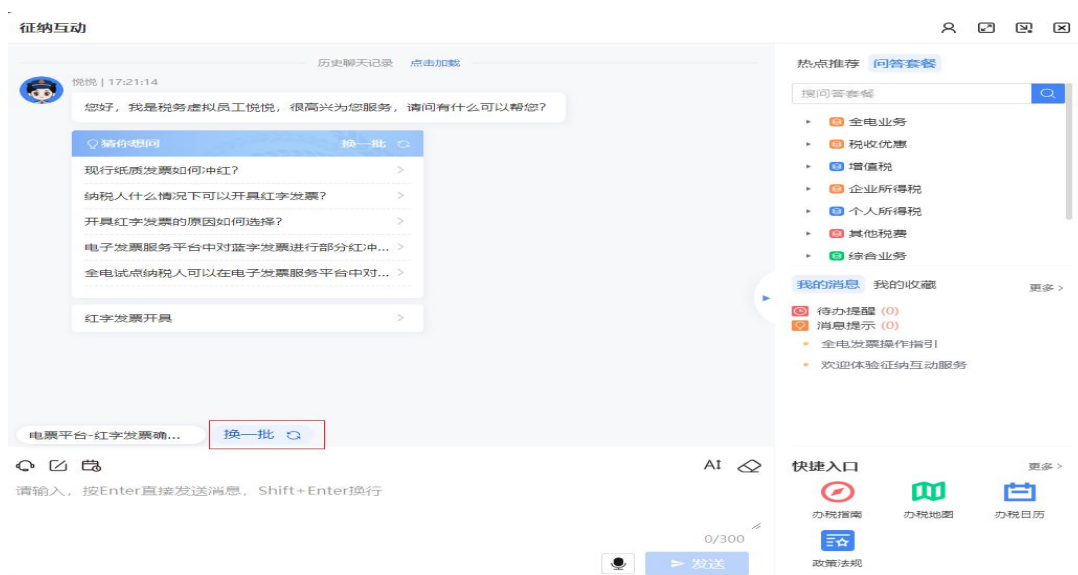 征纳互动
历史聊天记录 点击加载
悦悦 | 17:21:14
您好，我是税务虚拟员工悦悦，很高兴为您服务，请问有什么可以帮您？
猜你想问 换一批
现行纸质发票如何冲红？
纳税人什么情况下可以开具红字发票？
开具红字发票的原因如何选择？
电子发票服务平台中对蓝字发票进行部分红冲...
全电试点纳税人可以在电子发票服务平台中对...
红字发票开具
电票平台-红字发票确... 换一批
AI
请输入，按Enter直接发送消息，Shift+Enter换行
0/300
发送
热点推荐 问答套餐
搜问答套餐
全电业务
税收优惠
增值税
企业所得税
个人所得税
其他税费
综合业务
我的消息 我的收藏 更多 >
待办提醒 (0)
消息提示 (0)
全电发票操作指引
欢迎体验征纳互动服务
快捷入口 更多 >
办税指南 办税地图 办税日历
政策法规